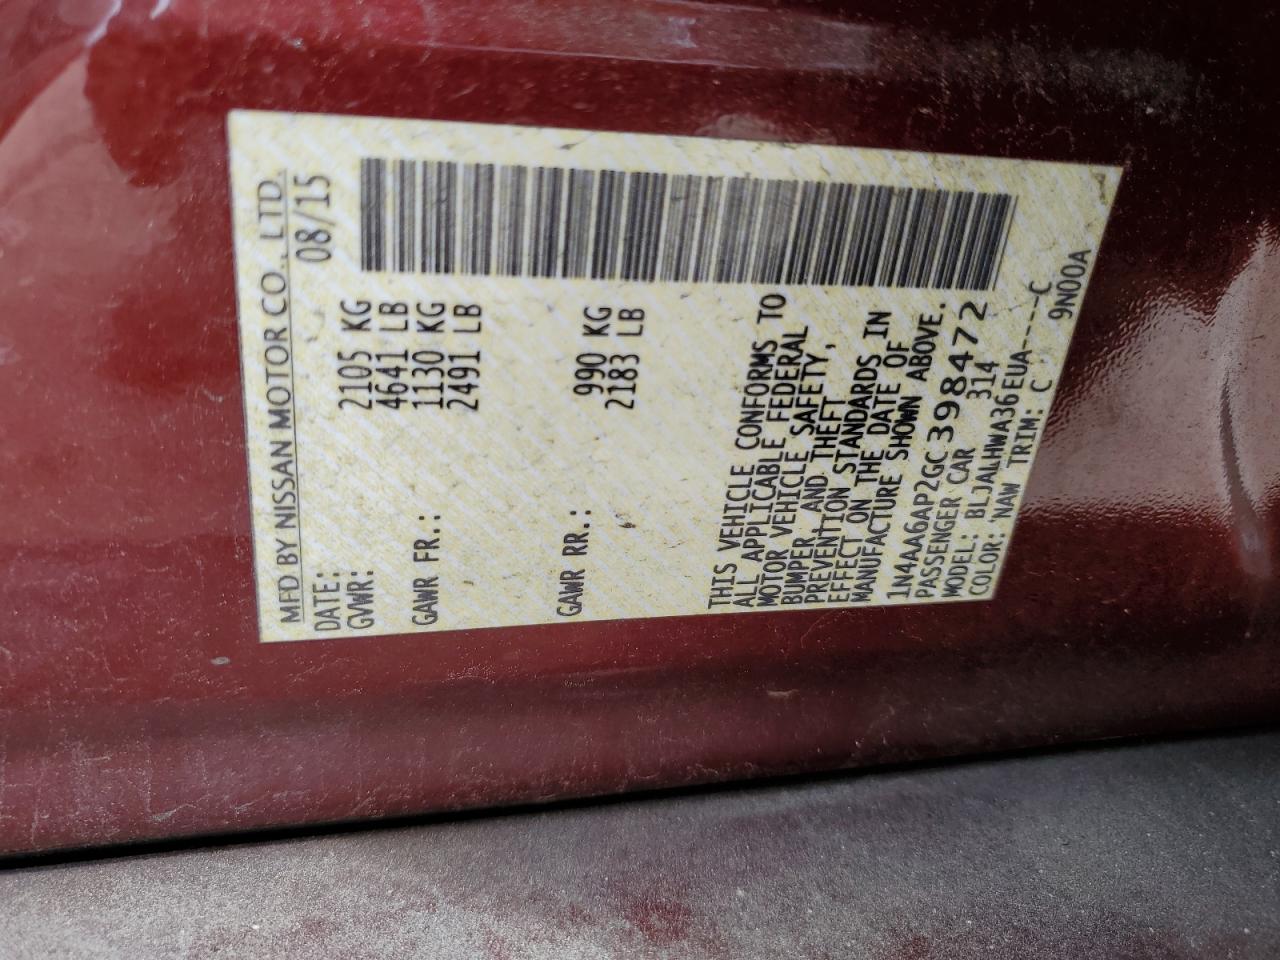 MFD BY NISSAN MOTOR CO., LTD.
DATE: 08/15
GVWR: 2105 KG
4641 LB
GAWR FR.: 1130 KG
2491 LB
GAWR RR.: 990 KG
2183 LB
THIS VEHICLE CONFORMS TO
ALL APPLICABLE FEDERAL
MOTOR VEHICLE SAFETY,
BUMPER, AND THEFT
PREVENTION STANDARDS IN
EFFECT ON THE DATE OF
MANUFACTURE SHOWN ABOVE.
1N4AA6AP2GC398472
PASSENGER CAR 314
MODEL: BLJALHWA36EUA----C
COLOR: NAW TRIM: C 9N00A